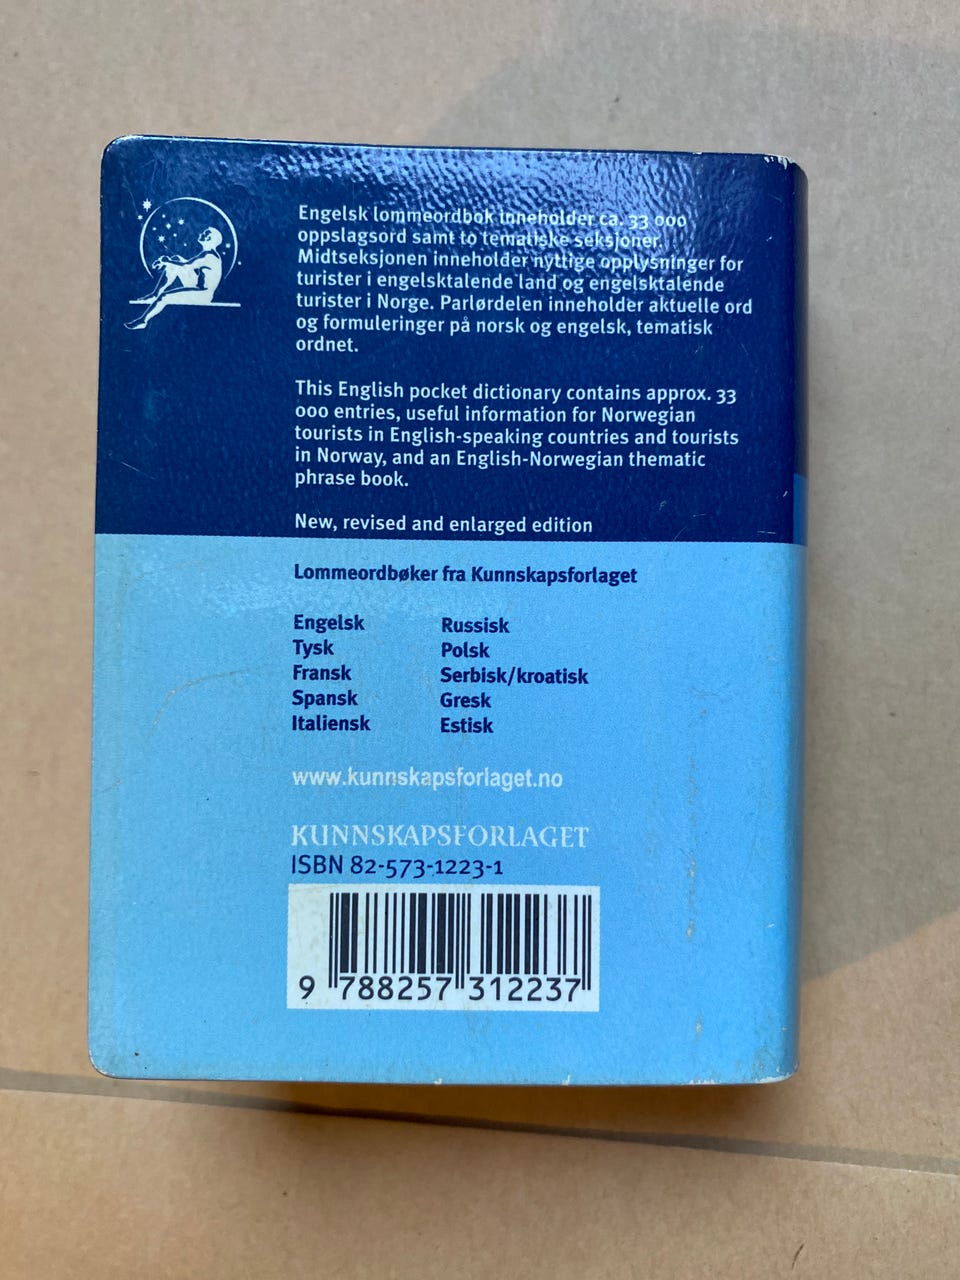 Engelsk lommeordbok inneholder ca. 33 000
oppslagsord samt to tematiske seksjoner.
Midtseksjonen inneholder nyttige opplysninger for
turister i engelsktalende land og engelsktalende
turister i Norge. Parlørdelen inneholder aktuelle ord
og formuleringer på norsk og engelsk, tematisk
ordnet.
This English pocket dictionary contains approx. 33
000 entries, useful information for Norwegian
tourists in English-speaking countries and tourists
in Norway, and an English-Norwegian thematic
phrase book.
New, revised and enlarged edition
Lommeordbøker fra Kunnskapsforlaget
Engelsk
Tysk
Fransk
Spansk
Italiensk
Russisk
Polsk
Serbisk/kroatisk
Gresk
Estisk
www.kunnskapsforlaget.no
KUNNSKAPSFORLAGET
ISBN 82-573-1223-1
9 788257 312237